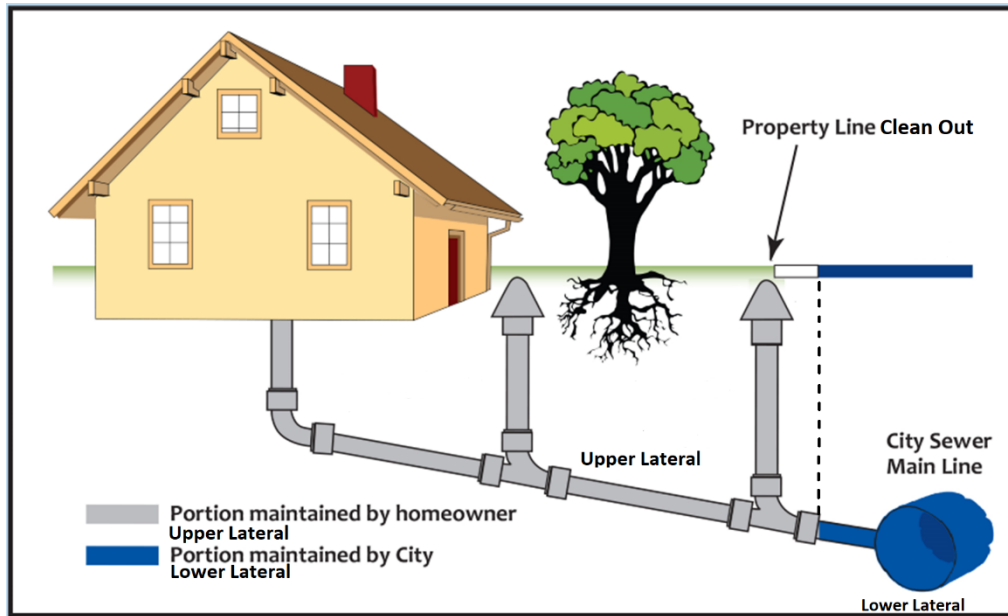 Property Line Clean Out
Upper Lateral
City Sewer
Main Line
Portion maintained by homeowner
Upper Lateral
Portion maintained by City
Lower Lateral
Lower Lateral